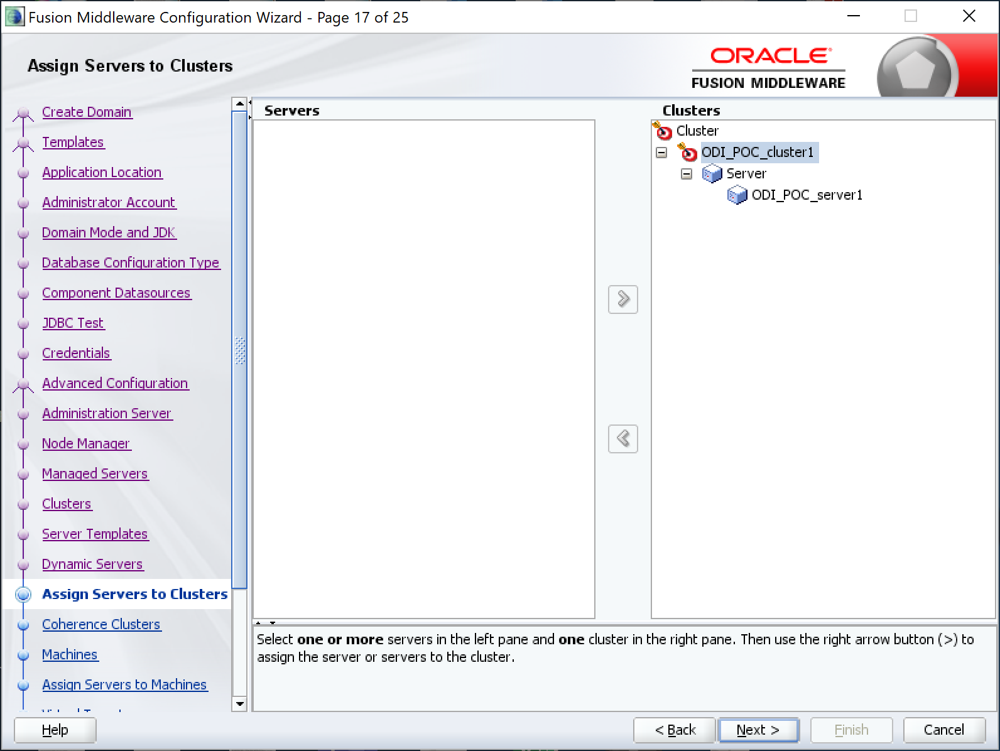 Fusion Middleware Configuration Wizard - Page 17 of 25
Assign Servers to Clusters
ORACLE
FUSION MIDDLEWARE
Create Domain
Templates
Application Location
Administrator Account
Domain Mode and JDK
Database Configuration Type
Component Datasources
JDBC Test
Credentials
Advanced Configuration
Administration Server
Node Manager
Managed Servers
Clusters
Server Templates
Dynamic Servers
Assign Servers to Clusters
Coherence Clusters
Machines
Assign Servers to Machines
Servers
Clusters
Cluster
ODI_POC_cluster1
Server
ODI_POC_server1
Select one or more servers in the left pane and one cluster in the right pane. Then use the right arrow button (>) to
assign the server or servers to the cluster.
Help
< Back
Next >
Finish
Cancel